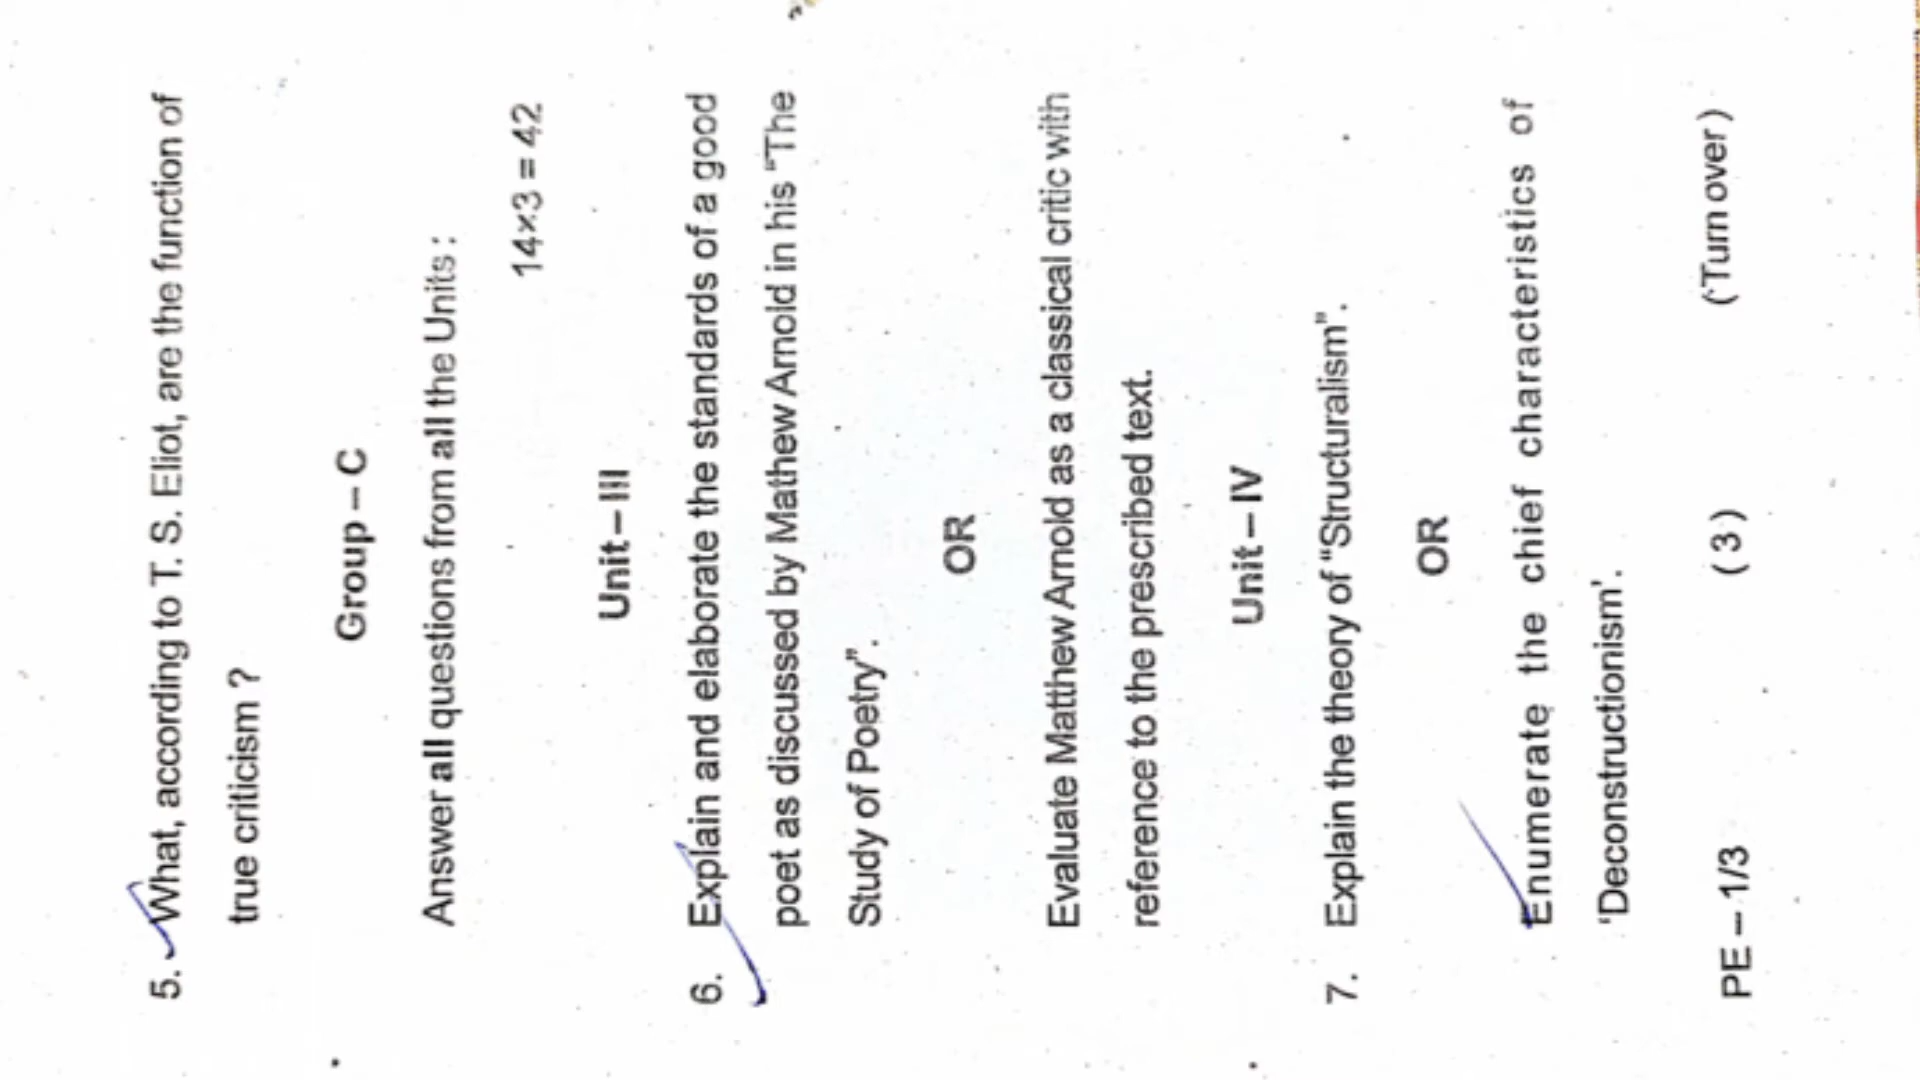 5. What, according to T. S. Eliot, are the function of
true criticism ?
Group – C
Answer all questions from all the Units :
14×3 = 42
Unit – III
6. Explain and elaborate the standards of a good
poet as discussed by Mathew Arnold in his "The
Study of Poetry".
OR
Evaluate Matthew Arnold as a classical critic with
reference to the prescribed text.
Unit – IV
7. Explain the theory of "Structuralism".
OR
Enumerate the chief characteristics of
'Deconstructionism'.
PE – 1/3 ( 3 ) ( Turn over )